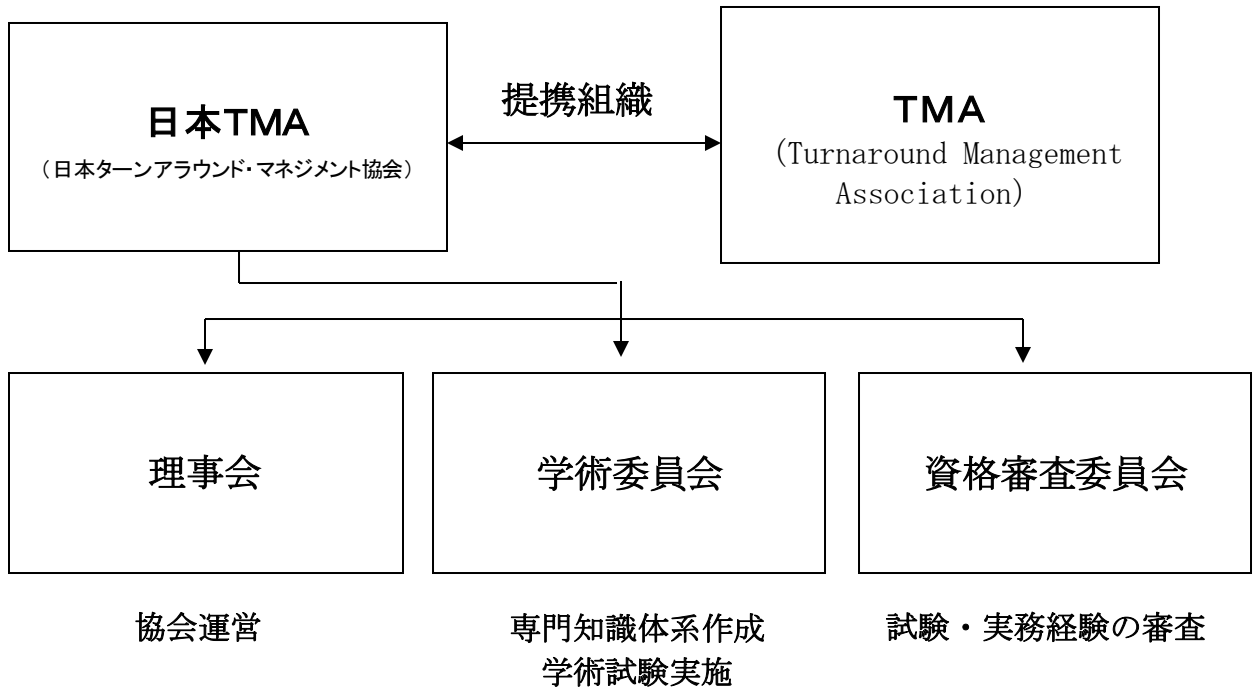 日本TMA
（日本ターンアラウンド・マネジメント協会）
提携組織
TMA
(Turnaround Management
Association)
理事会
学術委員会
資格審査委員会
協会運営
専門知識体系作成
学術試験実施
試験・実務経験の審査